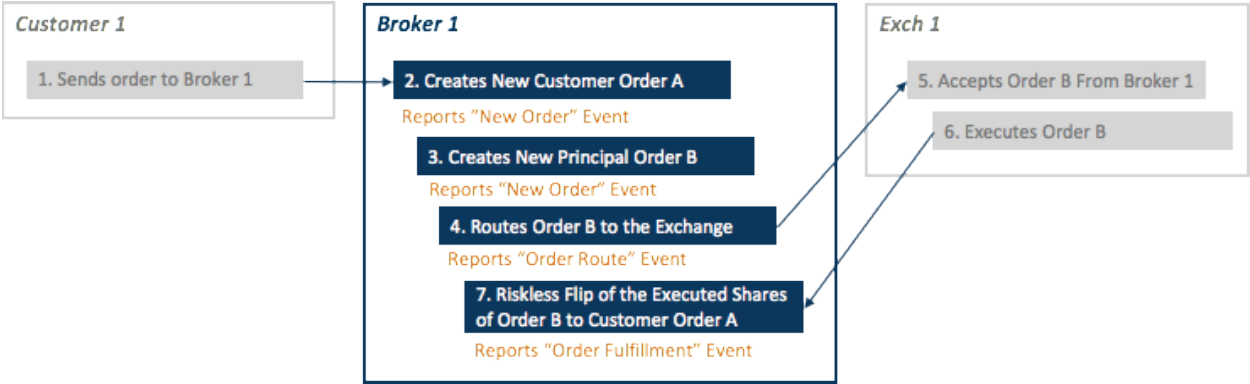 Customer 1
1. Sends order to Broker 1
Broker 1
2. Creates New Customer Order A
Reports “New Order” Event
3. Creates New Principal Order B
Reports “New Order” Event
4. Routes Order B to the Exchange
Reports “Order Route” Event
7. Riskless Flip of the Executed Shares
of Order B to Customer Order A
Reports “Order Fulfillment” Event
Exch 1
5. Accepts Order B From Broker 1
6. Executes Order B